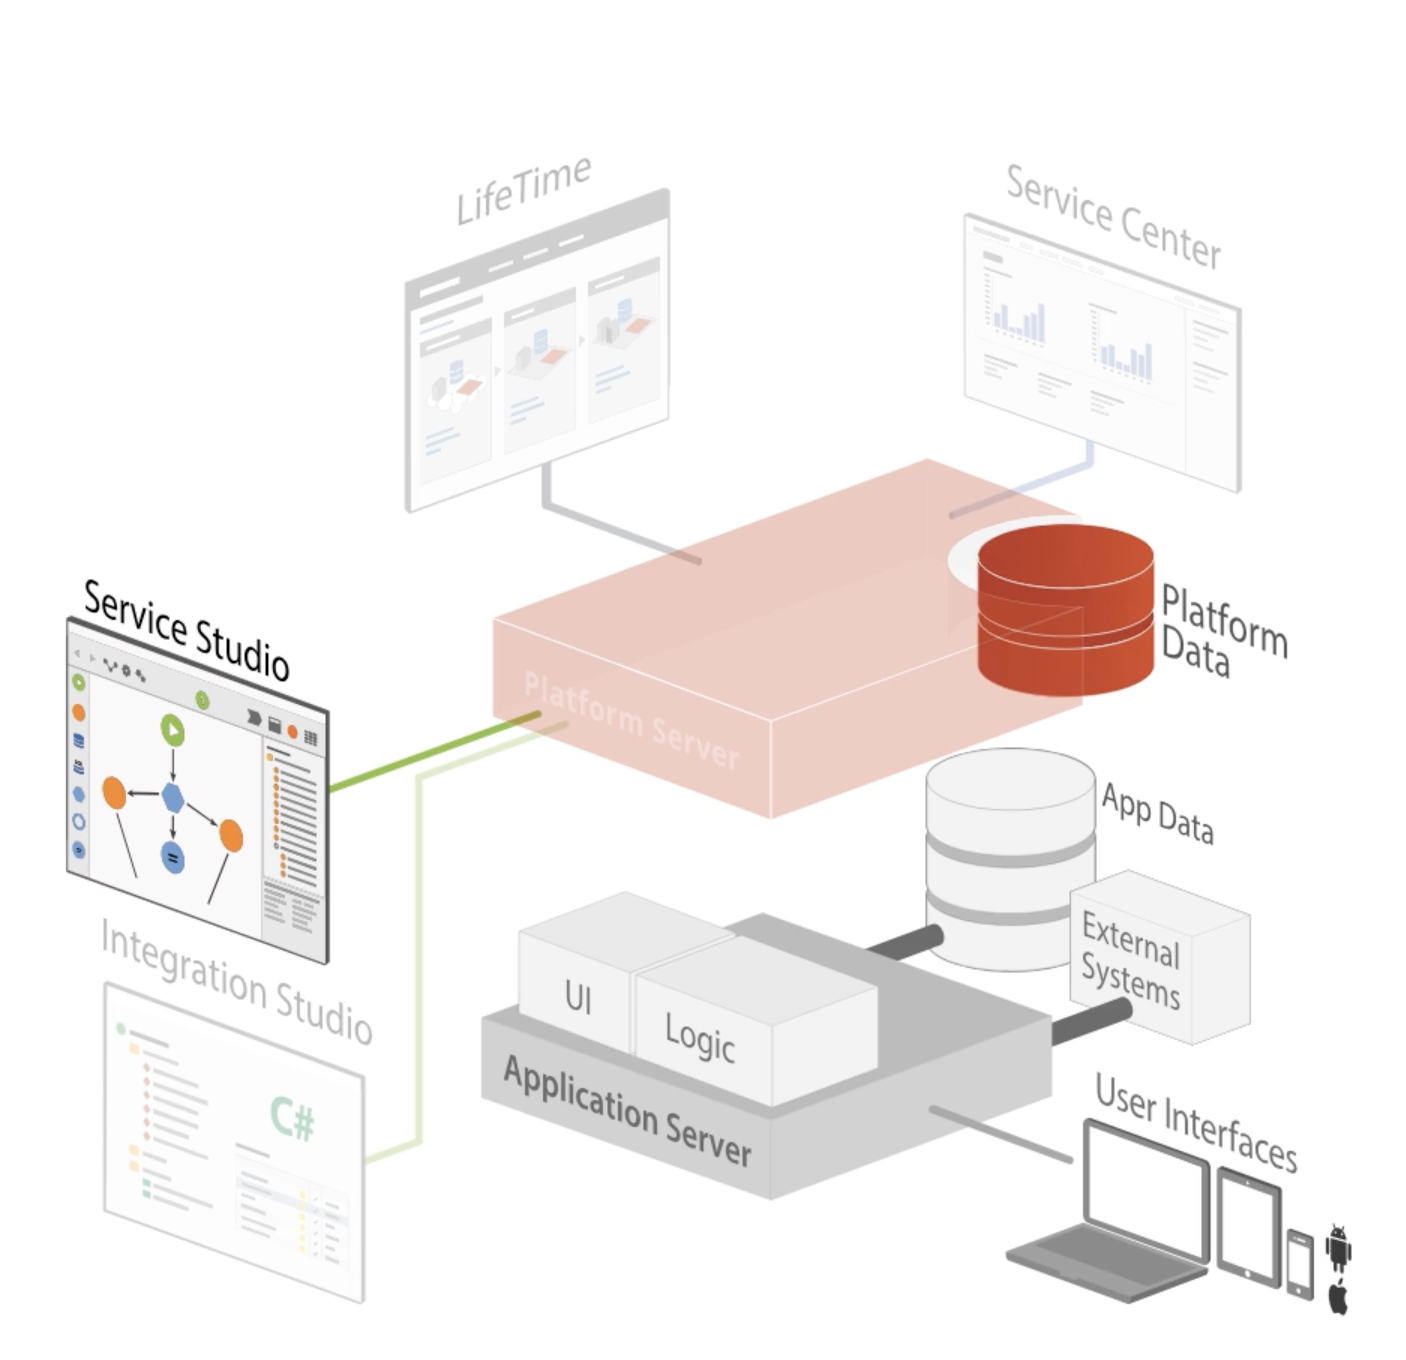 LifeTime
Service Center
Service Studio
Platform
Data
Platform Server
App Data
Integration Studio
External
Systems
UI
Logic
Application Server
C#
User Interfaces